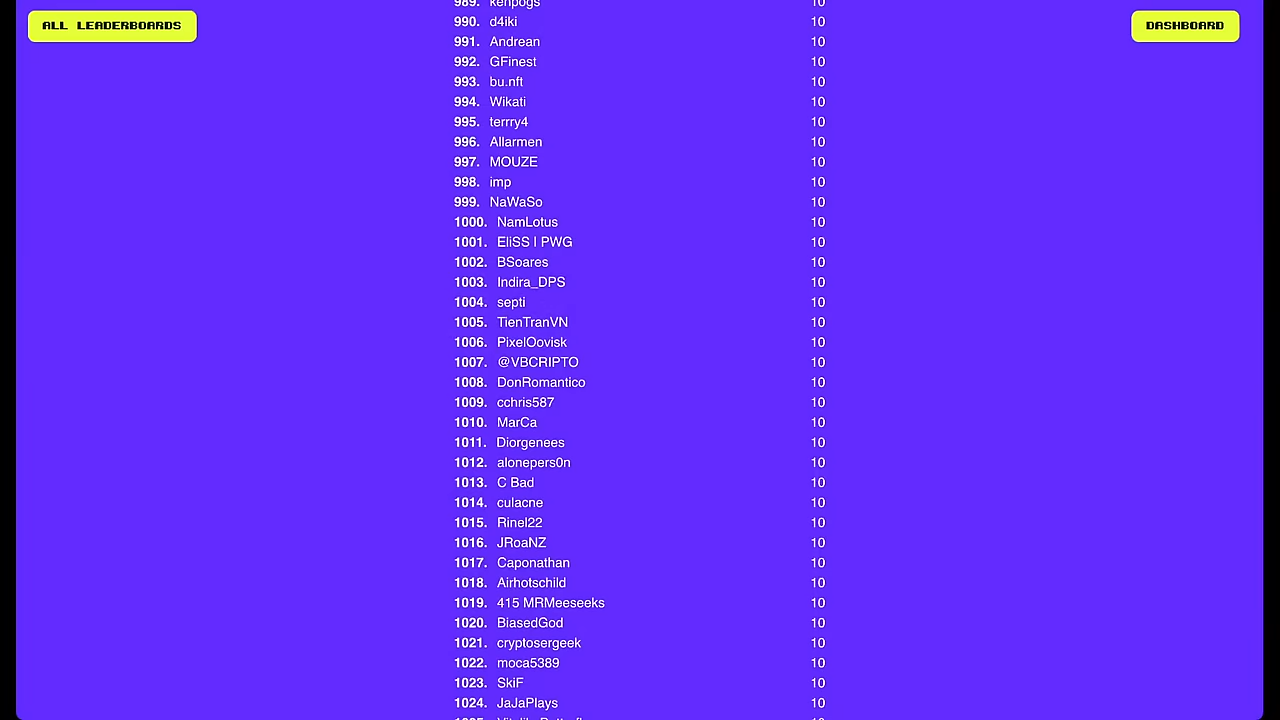 989. kenpogs 10
ALL LEADERBOARDS
DASHBOARD
990. d4iki 10
991. Andrean 10
992. GFinest 10
993. bu.nft 10
994. Wikati 10
995. terrry4 10
996. Allarmen 10
997. MOUZE 10
998. imp 10
999. NaWaSo 10
1000. NamLotus 10
1001. EliSS | PWG 10
1002. BSoares 10
1003. Indira_DPS 10
1004. septi 10
1005. TienTranVN 10
1006. PixelOovisk 10
1007. @VBCRIPTO 10
1008. DonRomantico 10
1009. cchris587 10
1010. MarCa 10
1011. Diorgenees 10
1012. alonepers0n 10
1013. C Bad 10
1014. culacne 10
1015. Rinel22 10
1016. JRoaNZ 10
1017. Caponathan 10
1018. Airhotschild 10
1019. 415 MRMeeseeks 10
1020. BiasedGod 10
1021. cryptosergeek 10
1022. moca5389 10
1023. SkiF 10
1024. JaJaPlays 10